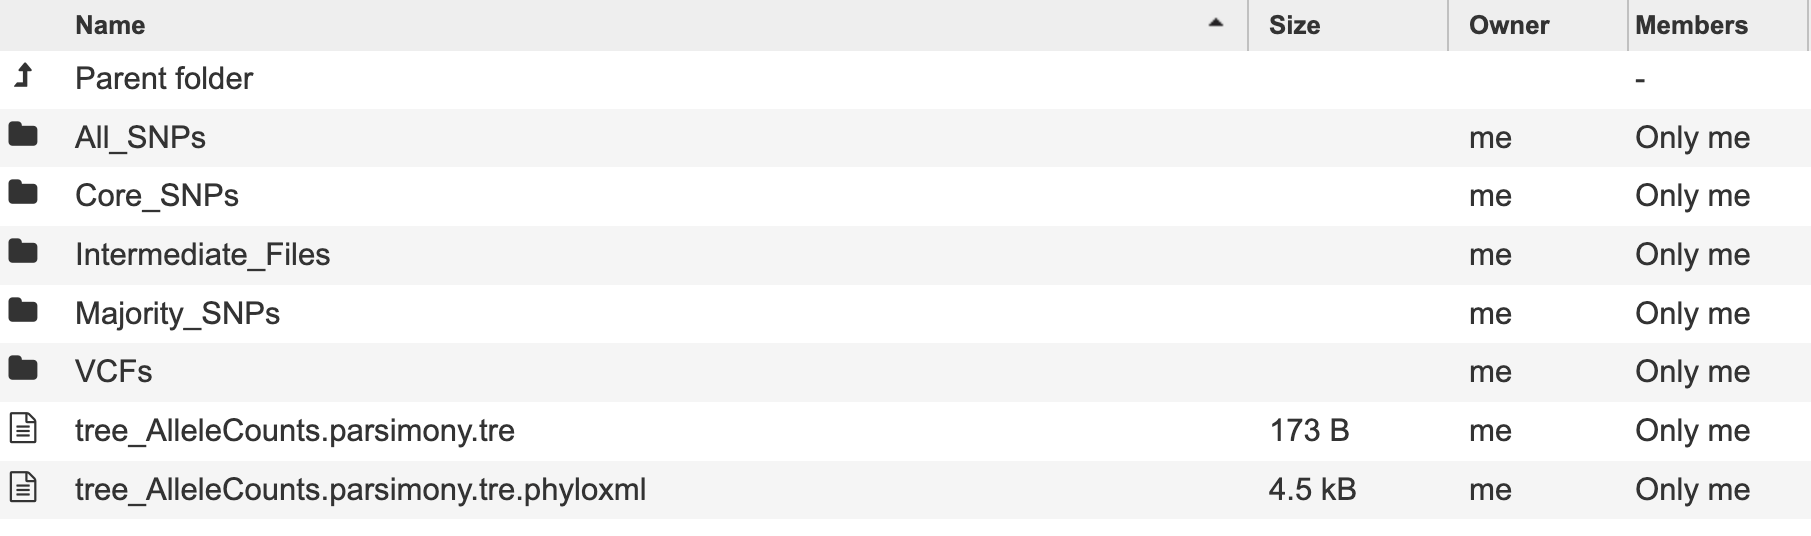 Name Size Owner Members
Parent folder -
All_SNPs me Only me
Core_SNPs me Only me
Intermediate_Files me Only me
Majority_SNPs me Only me
VCFs me Only me
tree_AlleleCounts.parsimony.tre 173 B me Only me
tree_AlleleCounts.parsimony.tre.phyloxml 4.5 kB me Only me